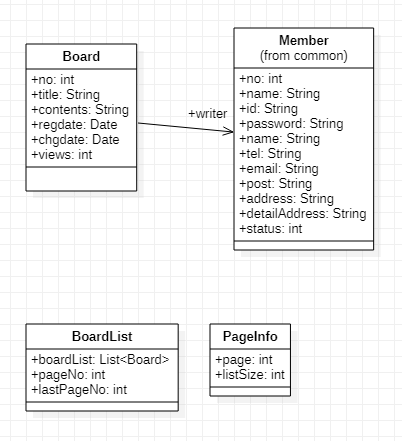 Board
+no: int
+title: String
+contents: String
+regdate: Date
+chgdate: Date
+views: int
+writer
Member
(from common)
+no: int
+name: String
+id: String
+password: String
+name: String
+tel: String
+email: String
+post: String
+address: String
+detailAddress: String
+status: int
BoardList
+boardList: List<Board>
+pageNo: int
+lastPageNo: int
PageInfo
+page: int
+listSize: int